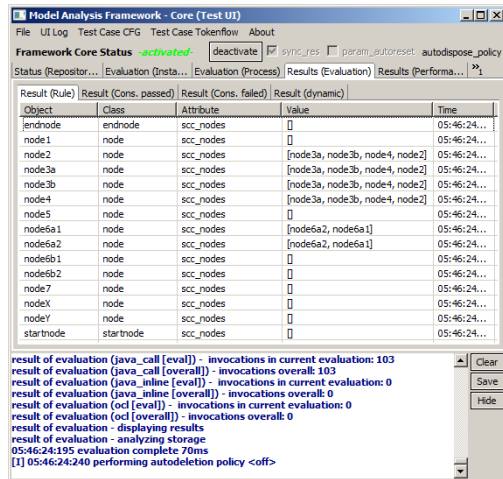 Model Analysis Framework - Core (Test UI)
File UI Log Test Case CFG Test Case Tokenflow About
Framework Core Status -activated- deactivate sync_res param_autoreset autodispose_policy
Status (Repositor... Evaluation (Insta... Evaluation (Process) Results (Evaluation) Results (Performa... »1
Result (Rule) Result (Cons. passed) Result (Cons. failed) Result (dynamic)
Object Class Attribute Value Time
endnode endnode scc_nodes [] 05:46:24...
node1 node scc_nodes [] 05:46:24...
node2 node scc_nodes [node3a, node3b, node4, node2] 05:46:24...
node3a node scc_nodes [node3a, node3b, node4, node2] 05:46:24...
node3b node scc_nodes [node3a, node3b, node4, node2] 05:46:24...
node4 node scc_nodes [node3a, node3b, node4, node2] 05:46:24...
node5 node scc_nodes [] 05:46:24...
node6a1 node scc_nodes [node6a2, node6a1] 05:46:24...
node6a2 node scc_nodes [node6a2, node6a1] 05:46:24...
node6b1 node scc_nodes [] 05:46:24...
node6b2 node scc_nodes [] 05:46:24...
node7 node scc_nodes [] 05:46:24...
nodeX node scc_nodes [] 05:46:24...
nodeY node scc_nodes [] 05:46:24...
startnode startnode scc_nodes [] 05:46:24...
result of evaluation (java_call [eval]) - invocations in current evaluation: 103
result of evaluation (java_call [overall]) - invocations overall: 103
result of evaluation (java_inline [eval]) - invocations in current evaluation: 0
result of evaluation (java_inline [overall]) - invocations overall: 0
result of evaluation (ocl [eval]) - invocations in current evaluation: 0
result of evaluation (ocl [overall]) - invocations overall: 0
result of evaluation - displaying results
result of evaluation - analyzing storage
05:46:24:195 evaluation complete 70ms
[I] 05:46:24:240 performing autodeletion policy <off>
Clear
Save
Hide